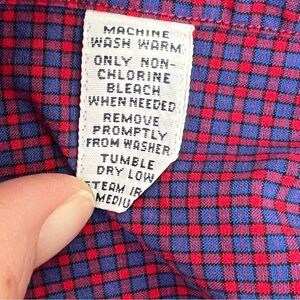 MACHINE
WASH WARM
ONLY NON-
CHLORINE
BLEACH
WHEN NEEDED
REMOVE
PROMPTLY
FROM WASHER
TUMBLE
DRY LOW